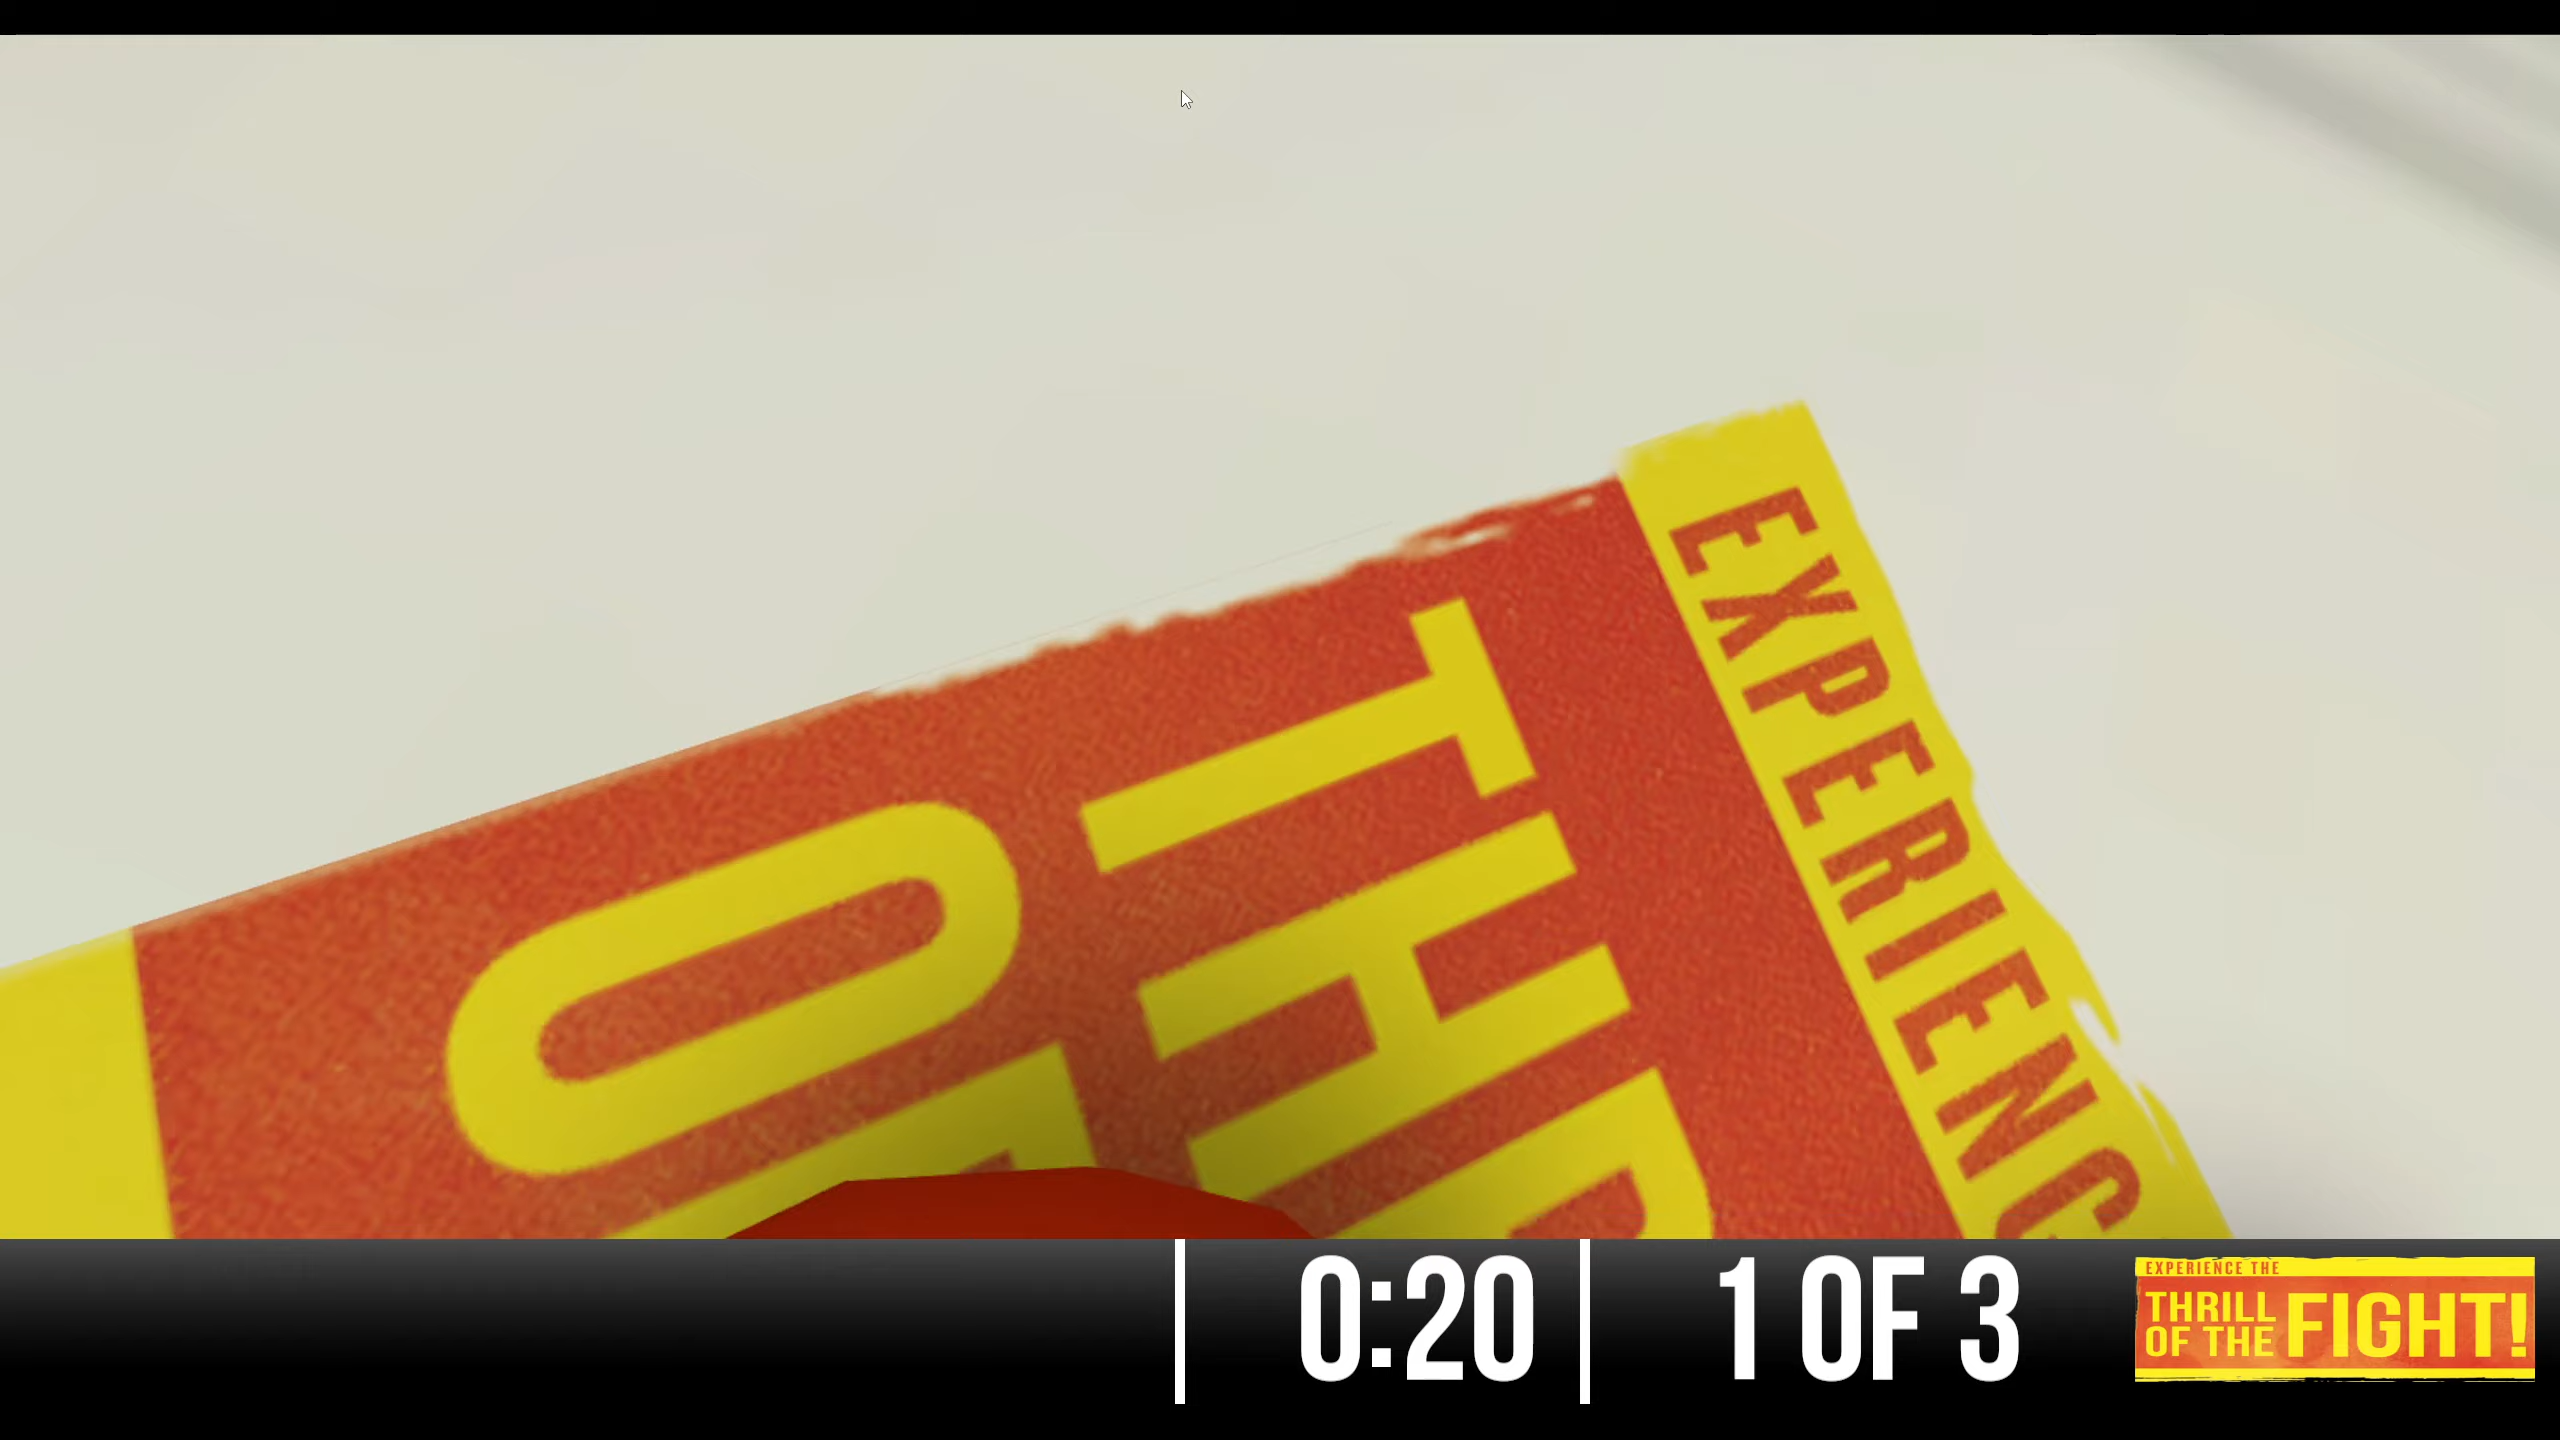 EXPERIENC
THR
OF
0:20
1 OF 3
EXPERIENCE THE
THRILL
OF THE
FIGHT!